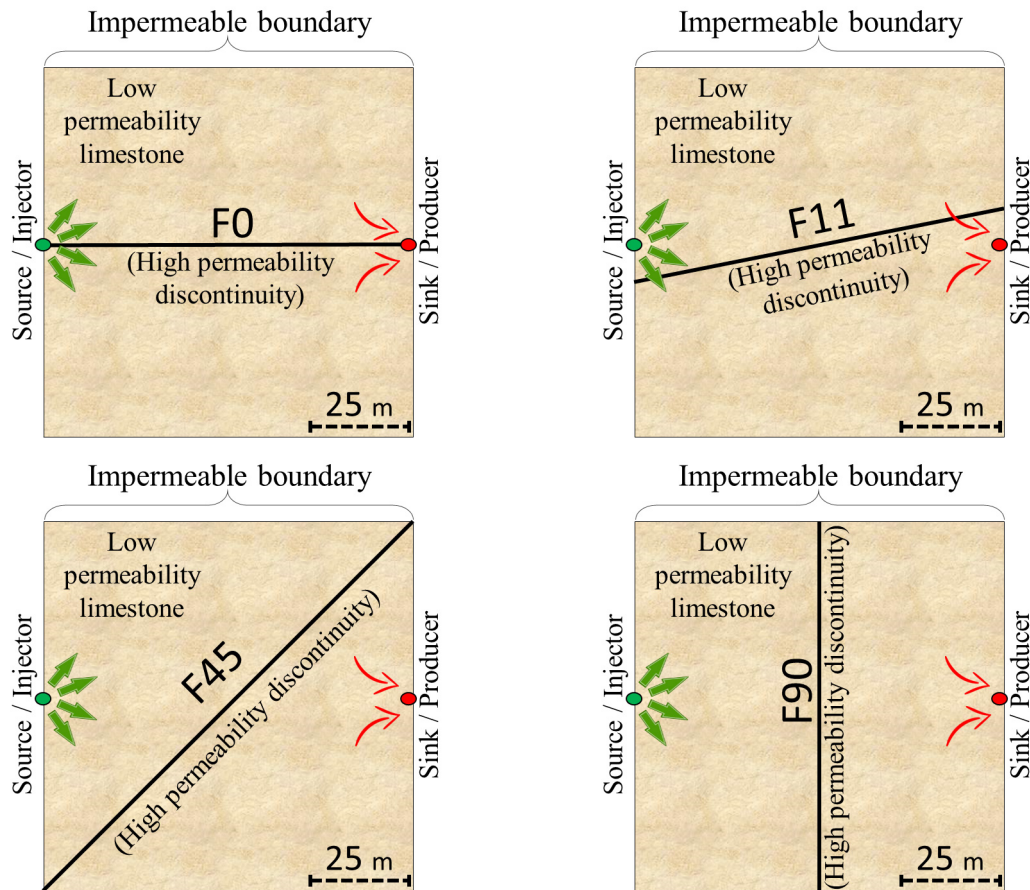 Impermeable boundary
Low
permeability
limestone
Source / Injector
F0
(High permeability
discontinuity)
Sink / Producer
25 m
Impermeable boundary
Low
permeability
limestone
Source / Injector
F11
(High permeability
discontinuity)
Sink / Producer
25 m
Impermeable boundary
Low
permeability
limestone
Source / Injector
F45
(High permeability discontinuity)
Sink / Producer
25 m
Impermeable boundary
Low
permeability
limestone
Source / Injector
F90
(High permeability discontinuity)
Sink / Producer
25 m